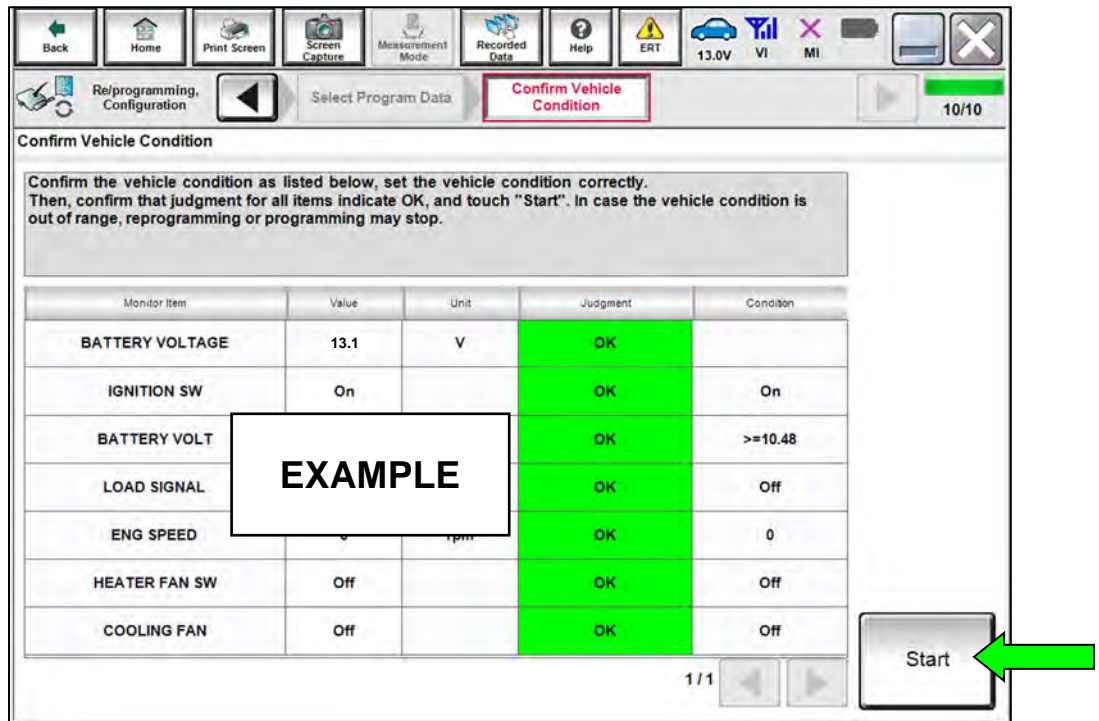 Back
Home
Print Screen
Screen
Capture
Measurement
Mode
Recorded
Data
Help
ERT
13.0V
VI
MI
Re/programming,
Configuration
Select Program Data
Confirm Vehicle
Condition
10/10
Confirm Vehicle Condition
Confirm the vehicle condition as listed below, set the vehicle condition correctly.
Then, confirm that judgment for all items indicate OK, and touch "Start". In case the vehicle condition is
out of range, reprogramming or programming may stop.
Monitor Item Value Unit Judgment Condition
BATTERY VOLTAGE 13.1 V OK
IGNITION SW On OK On
BATTERY VOLT OK >=10.48
EXAMPLE
LOAD SIGNAL OK Off
ENG SPEED 0 rpm OK 0
HEATER FAN SW Off OK Off
COOLING FAN Off OK Off
Start
1/1